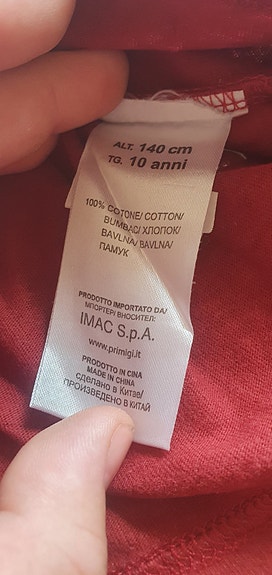 ALT. 140 cm
TG. 10 anni
100% COTONE/ COTTON/
BUMBAC/ ХЛОПОК/
BAVLNA/ BAVLNA/
ПАМУК
PRODOTTO IMPORTATO DA/
ВНОСИТЕЛ:
IMAC S.p.A.
www.primigi.it
PRODOTTO IN CINA
MADE IN CHINA
сделано в Китае/
ПРОИЗВЕДЕНО В КИТАЙ